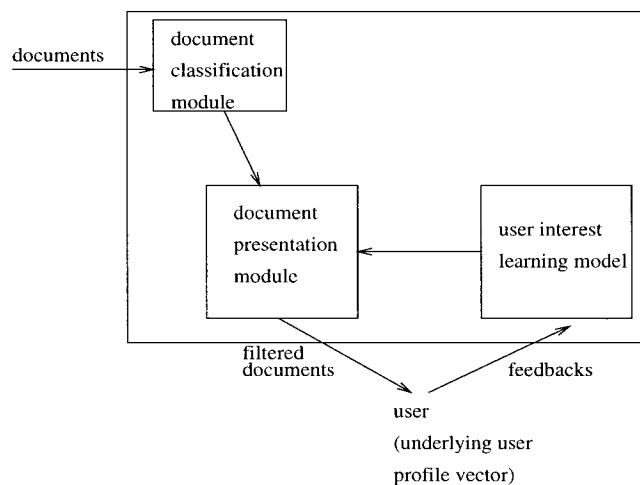 documents
document
classification
module
document
presentation
module
user interest
learning model
filtered
documents
feedbacks
user
(underlying user
profile vector)